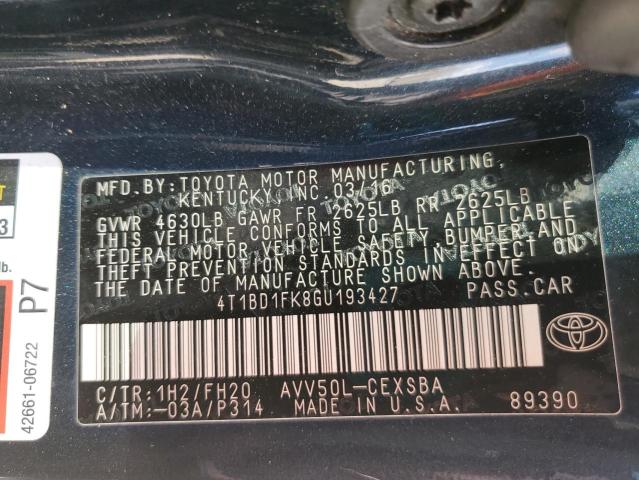 MFD.BY:TOYOTA MOTOR MANUFACTURING,
KENTUCKY, INC. 03/16
GVWR 4630LB GAWR FR 2625LB RR 2625LB
THIS VEHICLE CONFORMS TO ALL APPLICABLE
FEDERAL MOTOR VEHICLE SAFETY,BUMPER,AND
THEFT PREVENTION STANDARDS IN EFFECT ON
THE DATE OF MANUFACTURE SHOWN ABOVE.
4T1BD1FK8GU193427 PASS.CAR
C/TR:1H2/FH20 AVV50L-CEXSBA
A/TM:-03A/P314 MADE IN U.S.A. 89390
P7
42661-06722
lb.
3